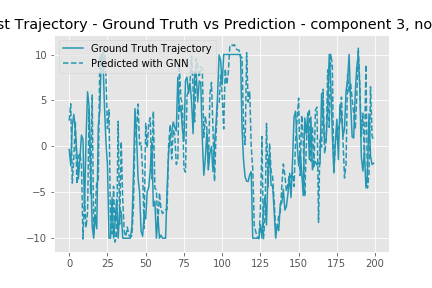 st Trajectory - Ground Truth vs Prediction - component 3, no
Ground Truth Trajectory
Predicted with GNN
10
5
0
−5
−10
0 25 50 75 100 125 150 175 200